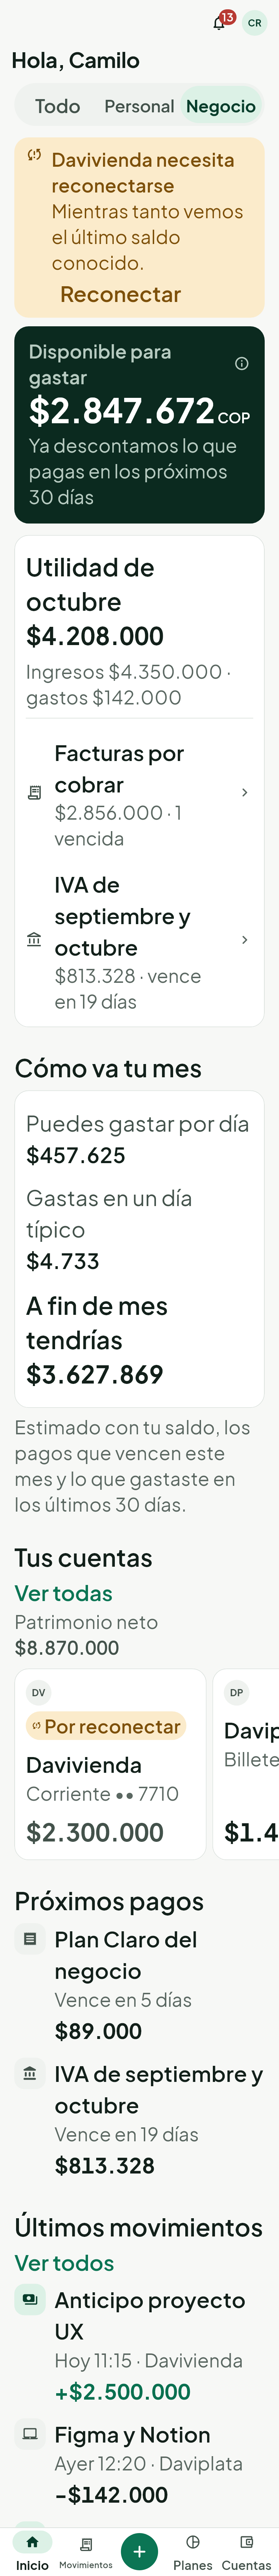 13
CR
Hola, Camilo
Todo
Personal
Negocio
Davivienda necesita
reconectarse
Mientras tanto vemos
el último saldo
conocido.
Reconectar
Disponible para
gastar
$2.847.672 COP
Ya descontamos lo que
pagas en los próximos
30 días
Utilidad de
octubre
$4.208.000
Ingresos $4.350.000 ·
gastos $142.000
Facturas por
cobrar
$2.856.000 · 1
vencida
IVA de
septiembre y
octubre
$813.328 · vence
en 19 días
Cómo va tu mes
Puedes gastar por día
$457.625
Gastas en un día
típico
$4.733
A fin de mes
tendrías
$3.627.869
Estimado con tu saldo, los
pagos que vencen este
mes y lo que gastaste en
los últimos 30 días.
Tus cuentas
Ver todas
Patrimonio neto
$8.870.000
DV
Por reconectar
Davivienda
Corriente •• 7710
$2.300.000
DP
Davip
Billete
$1.4
Próximos pagos
Plan Claro del
negocio
Vence en 5 días
$89.000
IVA de septiembre y
octubre
Vence en 19 días
$813.328
Últimos movimientos
Ver todos
Anticipo proyecto
UX
Hoy 11:15 · Davivienda
+$2.500.000
Figma y Notion
Ayer 12:20 · Daviplata
-$142.000
Inicio
Movimientos
Planes
Cuentas